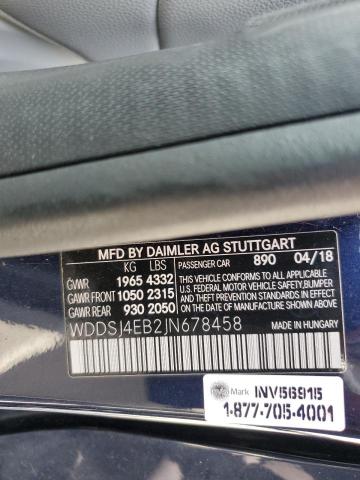 MFD BY DAIMLER AG STUTTGART
KG LBS PASSENGER CAR 890 04/18
GVWR 1965 4332
GAWR FRONT 1050 2315
GAWR REAR 930 2050
THIS VEHICLE CONFORMS TO ALL
APPLICABLE U.S. FEDERAL
MOTOR VEHICLE SAFETY, BUMPER
AND THEFT PREVENTION
STANDARDS IN EFFECT ON THE
DATE OF MANUFACTURE SHOWN
ABOVE.
WDDSJ4EB2JN678458
MADE IN HUNGARY
Mark INV56915
1-877-705-4001